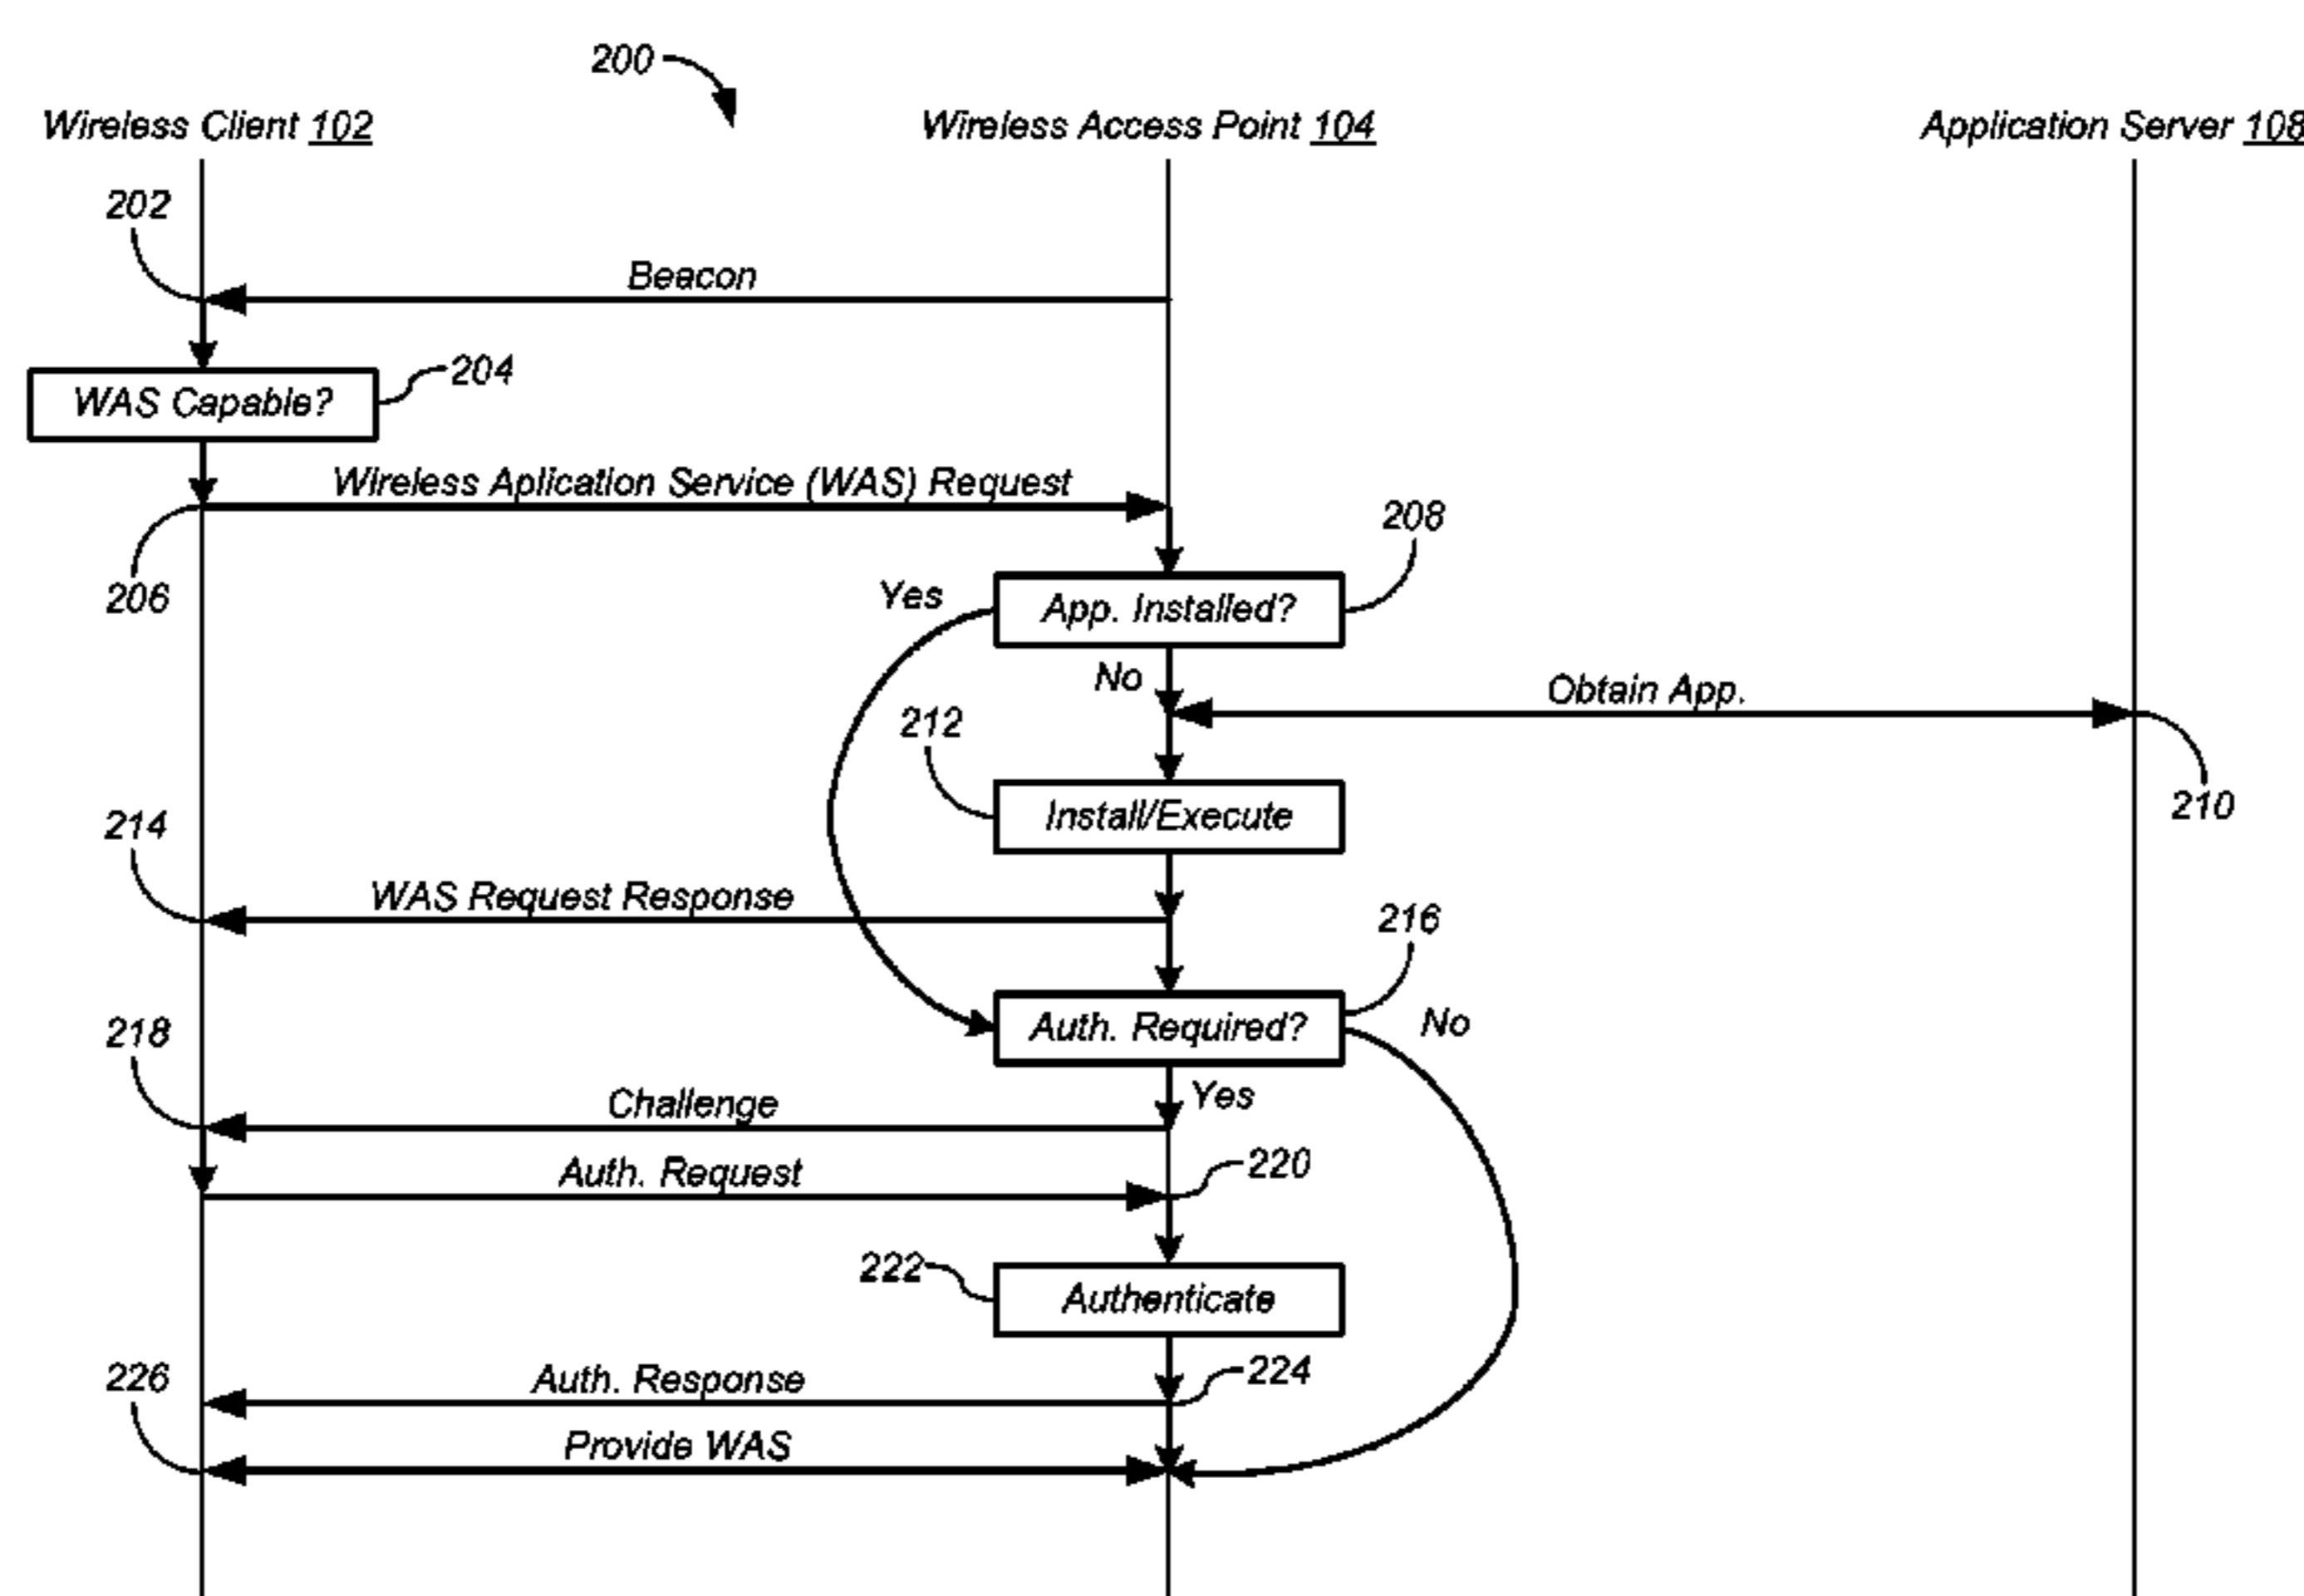 200
Wireless Client 102
Wireless Access Point 104
Application Server 108
202
Beacon
WAS Capable?
204
Wireless Aplication Service (WAS) Request
206
208
Yes
App. Installed?
No
Obtain App.
212
210
Install/Execute
214
WAS Request Response
216
Auth. Required?
No
218
Yes
Challenge
Auth. Request
220
222
Authenticate
226
Auth. Response
224
Provide WAS